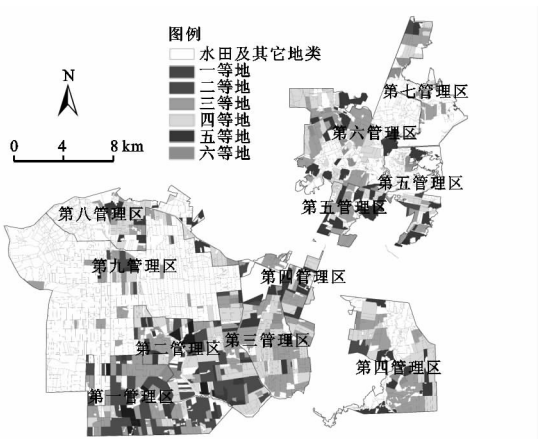 图例
水田及其它地类
一等地
二等地
三等地
四等地
五等地
六等地
N
0 4 8 km
第七管理区
第六管理区
第五管理区
第五管理区
第八管理区
第九管理区
第四管理区
第三管理区
第二管理区
第四管理区
第一管理区